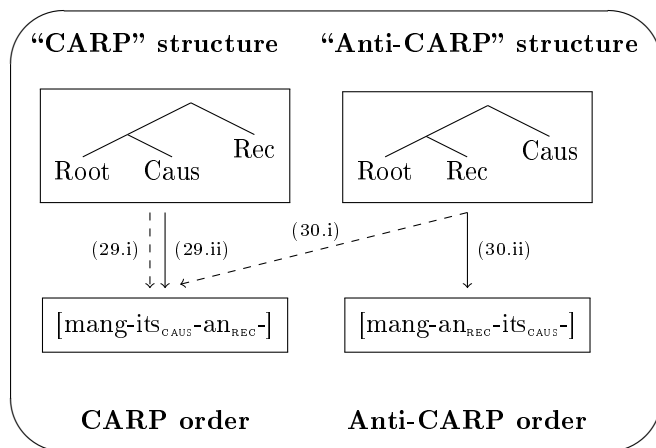 “CARP” structure “Anti-CARP” structure
Root Caus Rec
Root Rec Caus
(29.i) (29.ii) (30.i) (30.ii)
[mang-itsCAUS-anREC-] [mang-anREC-itsCAUS-]
CARP order Anti-CARP order